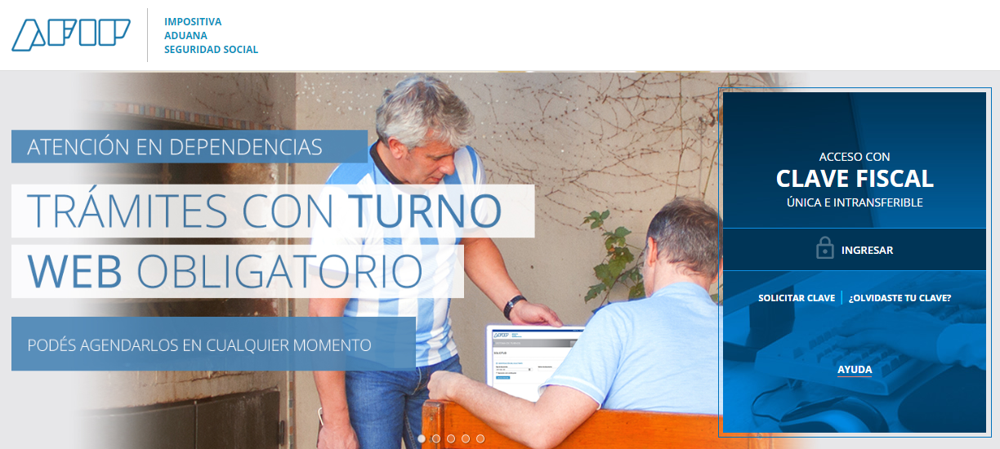 AFIP
IMPOSITIVA
ADUANA
SEGURIDAD SOCIAL
ATENCIÓN EN DEPENDENCIAS
TRÁMITES CON TURNO
WEB OBLIGATORIO
PODÉS AGENDARLOS EN CUALQUIER MOMENTO
AFIP
ACCESO CON
CLAVE FISCAL
ÚNICA E INTRANSFERIBLE
INGRESAR
SOLICITAR CLAVE | ¿OLVIDASTE TU CLAVE?
AYUDA